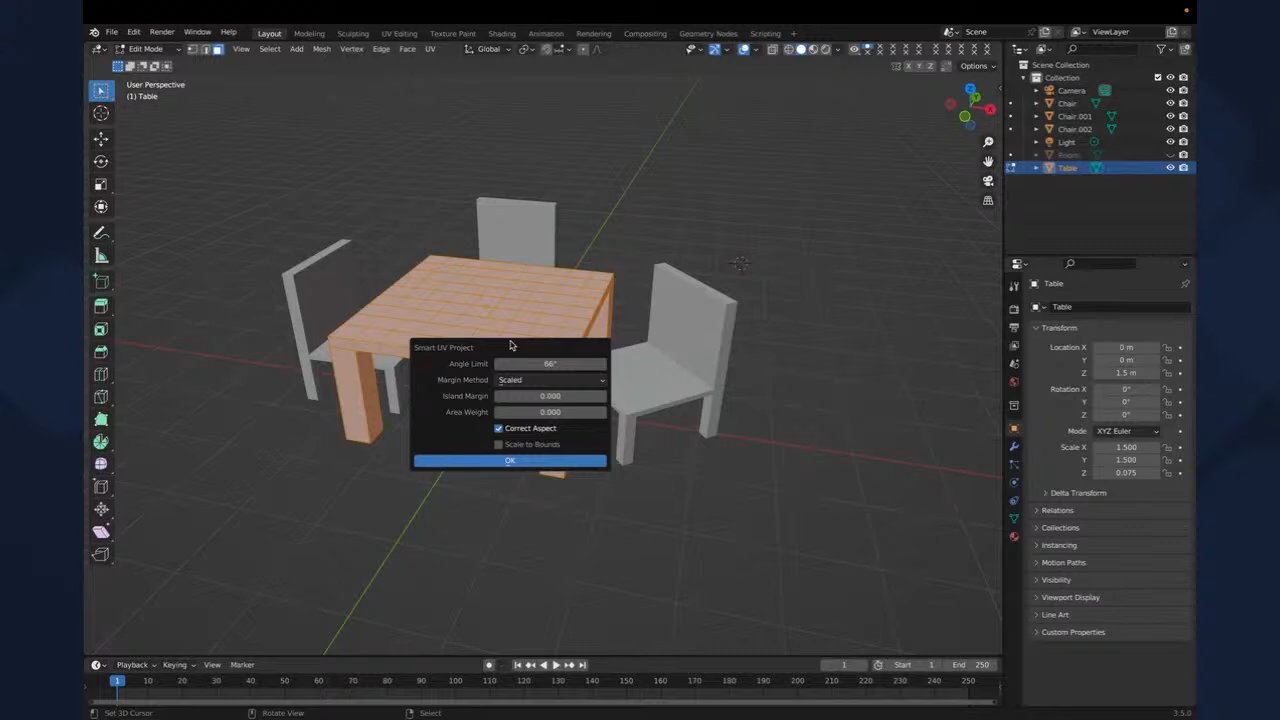 File Edit Render Window Help Layout Modeling Sculpting UV Editing Texture Paint Shading Animation Rendering Compositing Geometry Nodes Scripting Scene ViewLayer
Edit Mode View Select Add Mesh Vertex Edge Face UV Global
X Y Z Options
User Perspective
(1) Table
Scene Collection
Collection
Camera
Chair
Chair.001
Chair.002
Light
Room
Table
Smart UV Project
Angle Limit 66°
Margin Method Scaled
Island Margin 0.000
Area Weight 0.000
Correct Aspect
Scale to Bounds
OK
Table
Table
Transform
Location X 0 m
Y 0 m
Z 1.5 m
Rotation X 0°
Y 0°
Z 0°
Mode XYZ Euler
Scale X 1.500
Y 1.500
Z 0.075
Delta Transform
Relations
Collections
Instancing
Motion Paths
Visibility
Viewport Display
Line Art
Custom Properties
Playback Keying View Marker 1 Start 1 End 250
1 10 20 30 40 50 60 70 80 90 100 110 120 130 140 150 160 170 180 190 200 210 220 230 240 250
Set 3D Cursor Rotate View Select 3.5.0